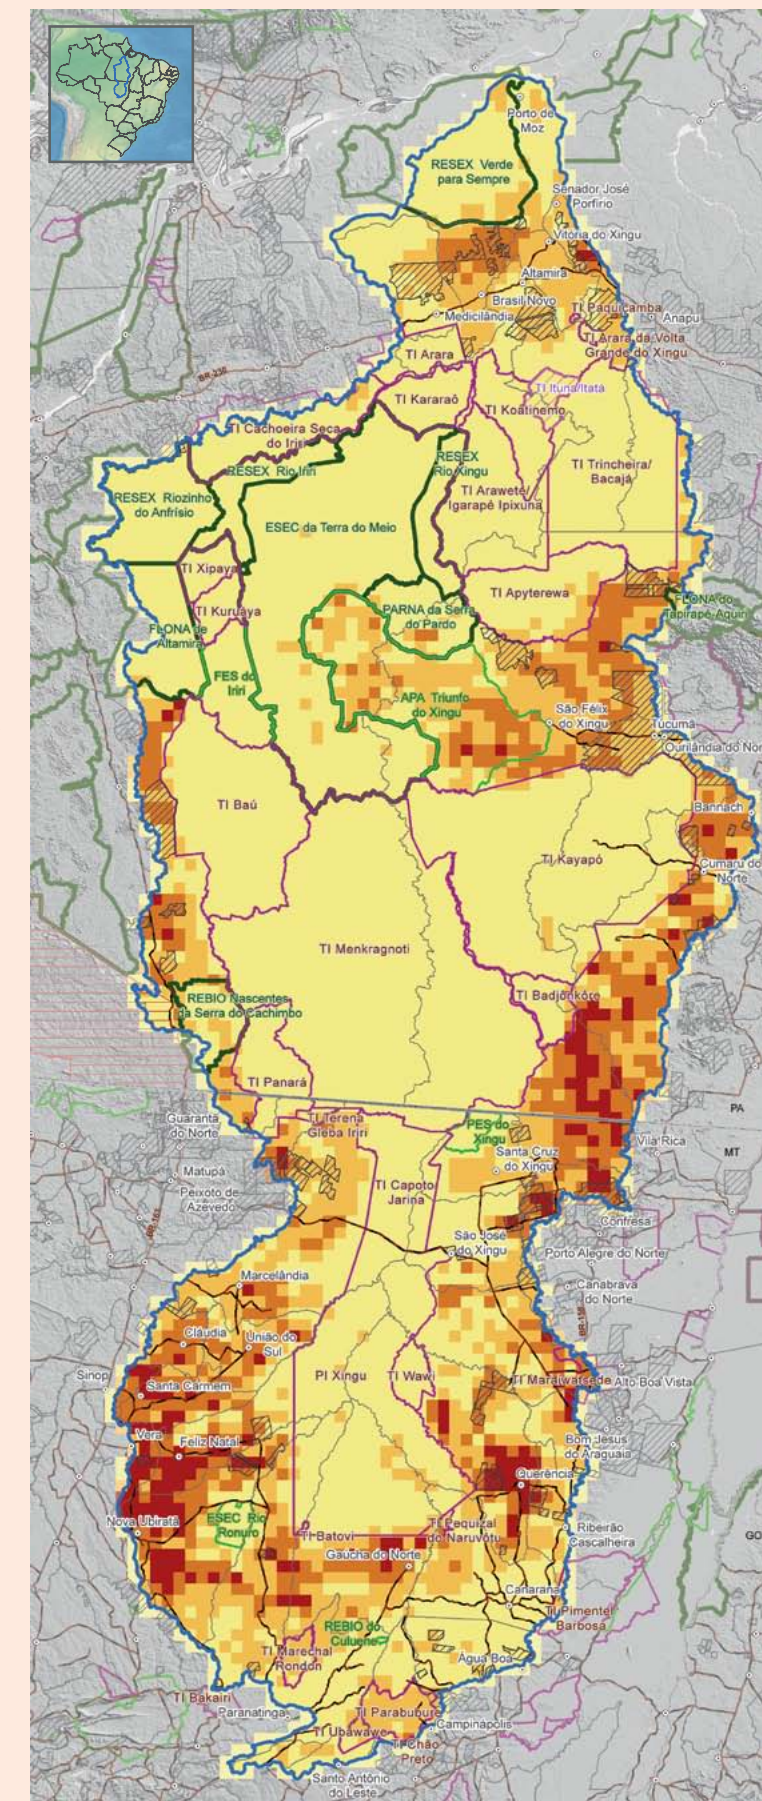 Porto de
Moz
RESEX Verde
para Sempre
Senador José
Porfírio
Vitória do Xingu
Altamira
Brasil Novo
Medicilândia
TI Paquiçamba
Anapu
TI Arara da Volta
Grande do Xingu
TI Arara
BR-230
TI Ituna/Itatá
TI Kararaô
TI Koatinemo
TI Cachoeira Seca
do Iriri
RESEX
Rio Xingu
RESEX Rio Iriri
TI Trincheira/
Bacajá
RESEX Riozinho
do Anfrísio
TI Araweté/
Igarapé Ipixuna
ESEC da Terra do Meio
TI Xipaya
TI Apyterewa
TI Kuruaya
PARNA da Serra
do Pardo
FLONA do
Tapirapé-Aquiri
FLONA de
Altamira
FES do
Iriri
APA Triunfo
do Xingu
São Félix
do Xingu
Tucumã
Ourilândia do Nor
TI Baú
Bannach
TI Kayapó
Cumaru do
Norte
TI Menkragnoti
REBIO Nascentes
da Serra do Cachimbo
TI Badjônkôre
TI Panará
PA
MT
Guarantã
do Norte
TI Terena
Gleba Iriri
PES do
Xingu
Vila Rica
Santa Cruz
do Xingu
Matupá
Peixoto de
Azevedo
TI Capoto/
Jarina
BR-163
Confresa
São José
do Xingu
Porto Alegre do Norte
Marcelândia
Canabrava
do Norte
BR-158
Cláudia
União do
Sul
Sinop
PI Xingu
TI Wawi
TI Maraiwatsede
Alto Boa Vista
Santa Carmem
Vera
Feliz Natal
Bom Jesus
do Araguaia
Querência
Nova Ubiratã
ESEC Rio
Ronuro
TI Batovi
TI Pequizal
do Naruvôtu
Ribeirão
Cascalheira
GO
Gaúcha do Norte
Canarana
TI Pimentel
Barbosa
REBIO do
Culuene
TI Marechal
Rondon
Água Boa
TI Bakairi
Paranatinga
TI Parabubure
Campinápolis
TI Ubawawe
TI Chão
Preto
Santo Antônio
do Leste